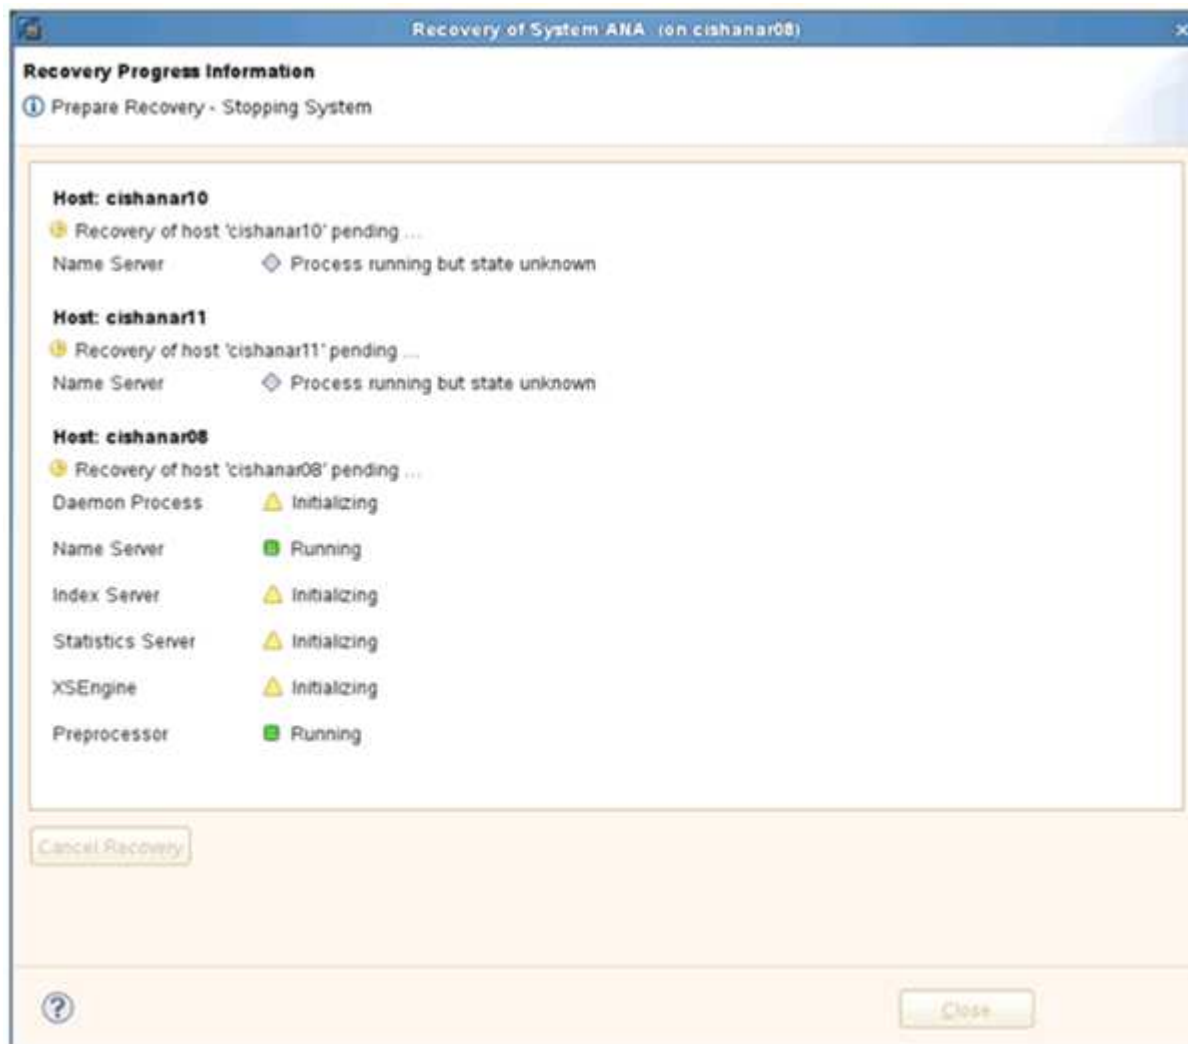 Recovery of System ANA (on cishanar08)
Recovery Progress Information
Prepare Recovery - Stopping System
Host: cishanar10
Recovery of host 'cishanar10' pending ...
Name Server Process running but state unknown
Host: cishanar11
Recovery of host 'cishanar11' pending ...
Name Server Process running but state unknown
Host: cishanar08
Recovery of host 'cishanar08' pending ...
Daemon Process Initializing
Name Server Running
Index Server Initializing
Statistics Server Initializing
XSEngine Initializing
Preprocessor Running
Cancel Recovery
Close